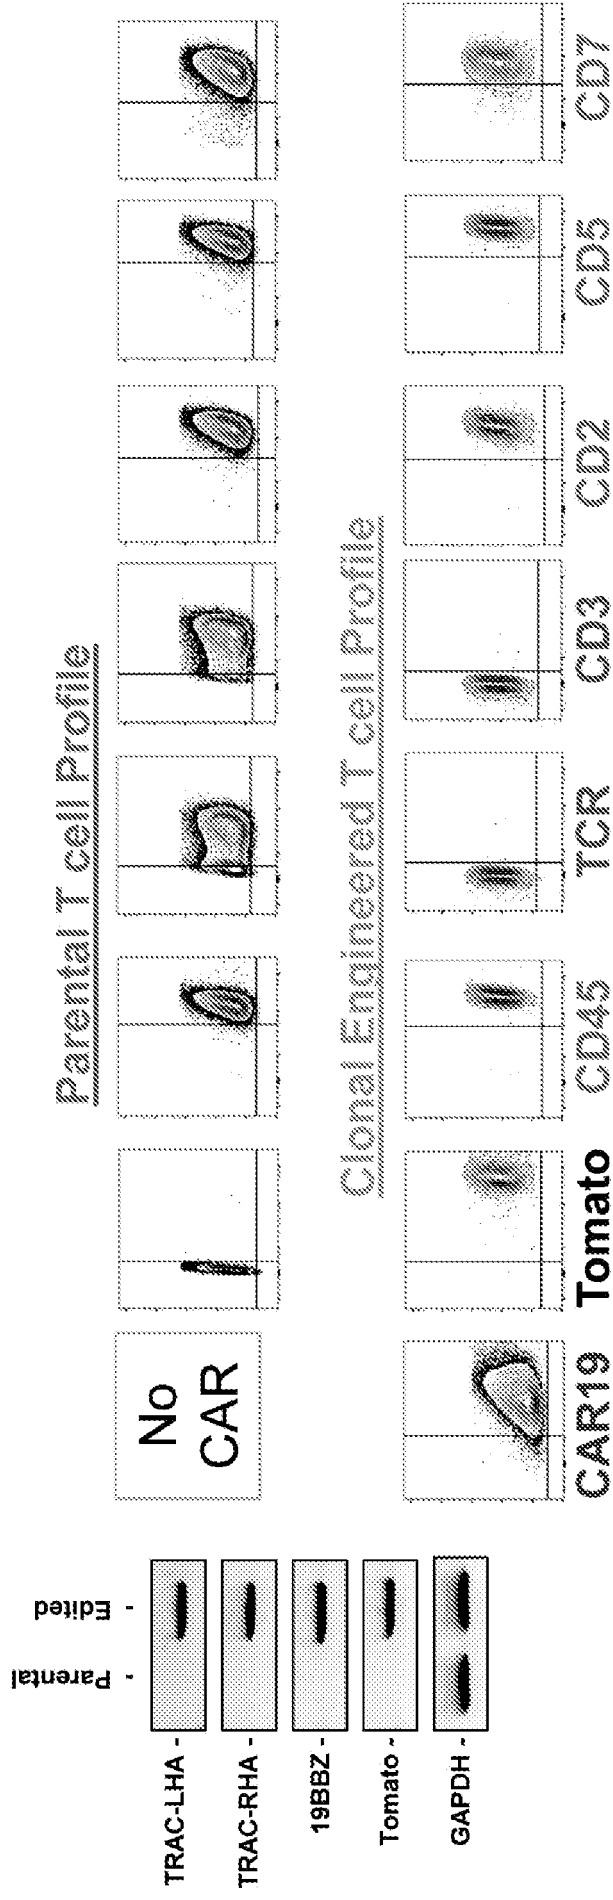 Parental
Edited
TRAC-LHA -
TRAC-RHA -
19BBZ -
Tomato -
GAPDH -
Parental T cell Profile
No
CAR
Clonal Engineered T cell Profile
CAR19
Tomato
CD45
TCR
CD3
CD2
CD5
CD7